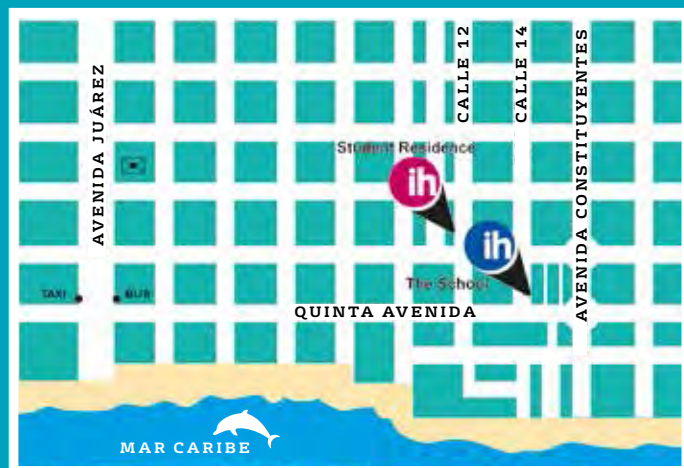 AVENIDA JUÁREZ
CALLE 12
CALLE 14
AVENIDA CONSTITUYENTES
Student Residence
ih
ih
The School
TAXI
BUS
QUINTA AVENIDA
MAR CARIBE